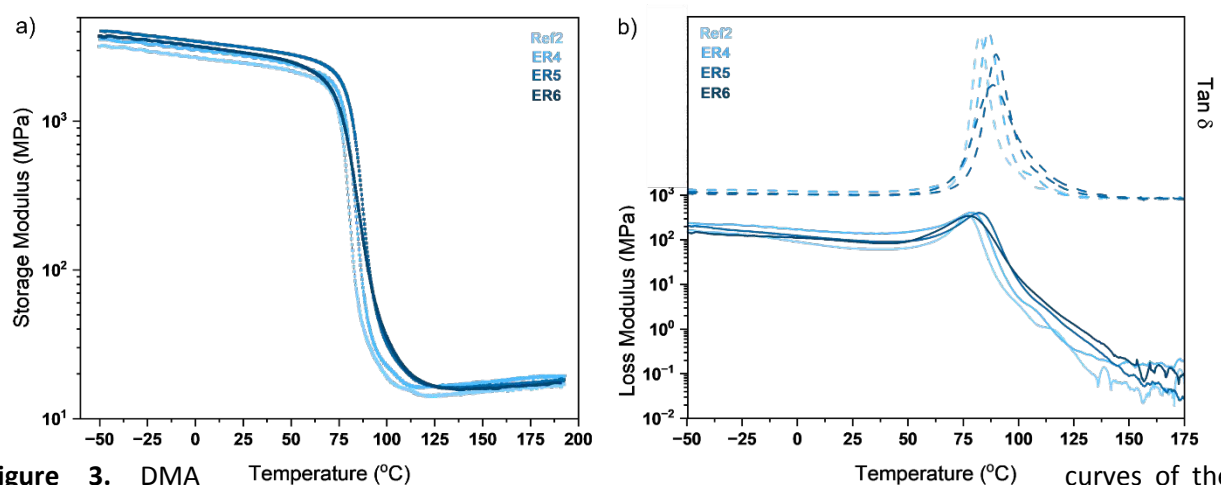 a)
Ref2
ER4
ER5
ER6
Storage Modulus (MPa)
10³
10²
10¹
−50 −25 0 25 50 75 100 125 150 175 200
Temperature (°C)
b)
Ref2
ER4
ER5
ER6
Tan δ
Loss Modulus (MPa)
10³
10²
10¹
10⁰
10⁻¹
10⁻²
−50 −25 0 25 50 75 100 125 150 175
Temperature (°C)
igure 3. DMA curves of the